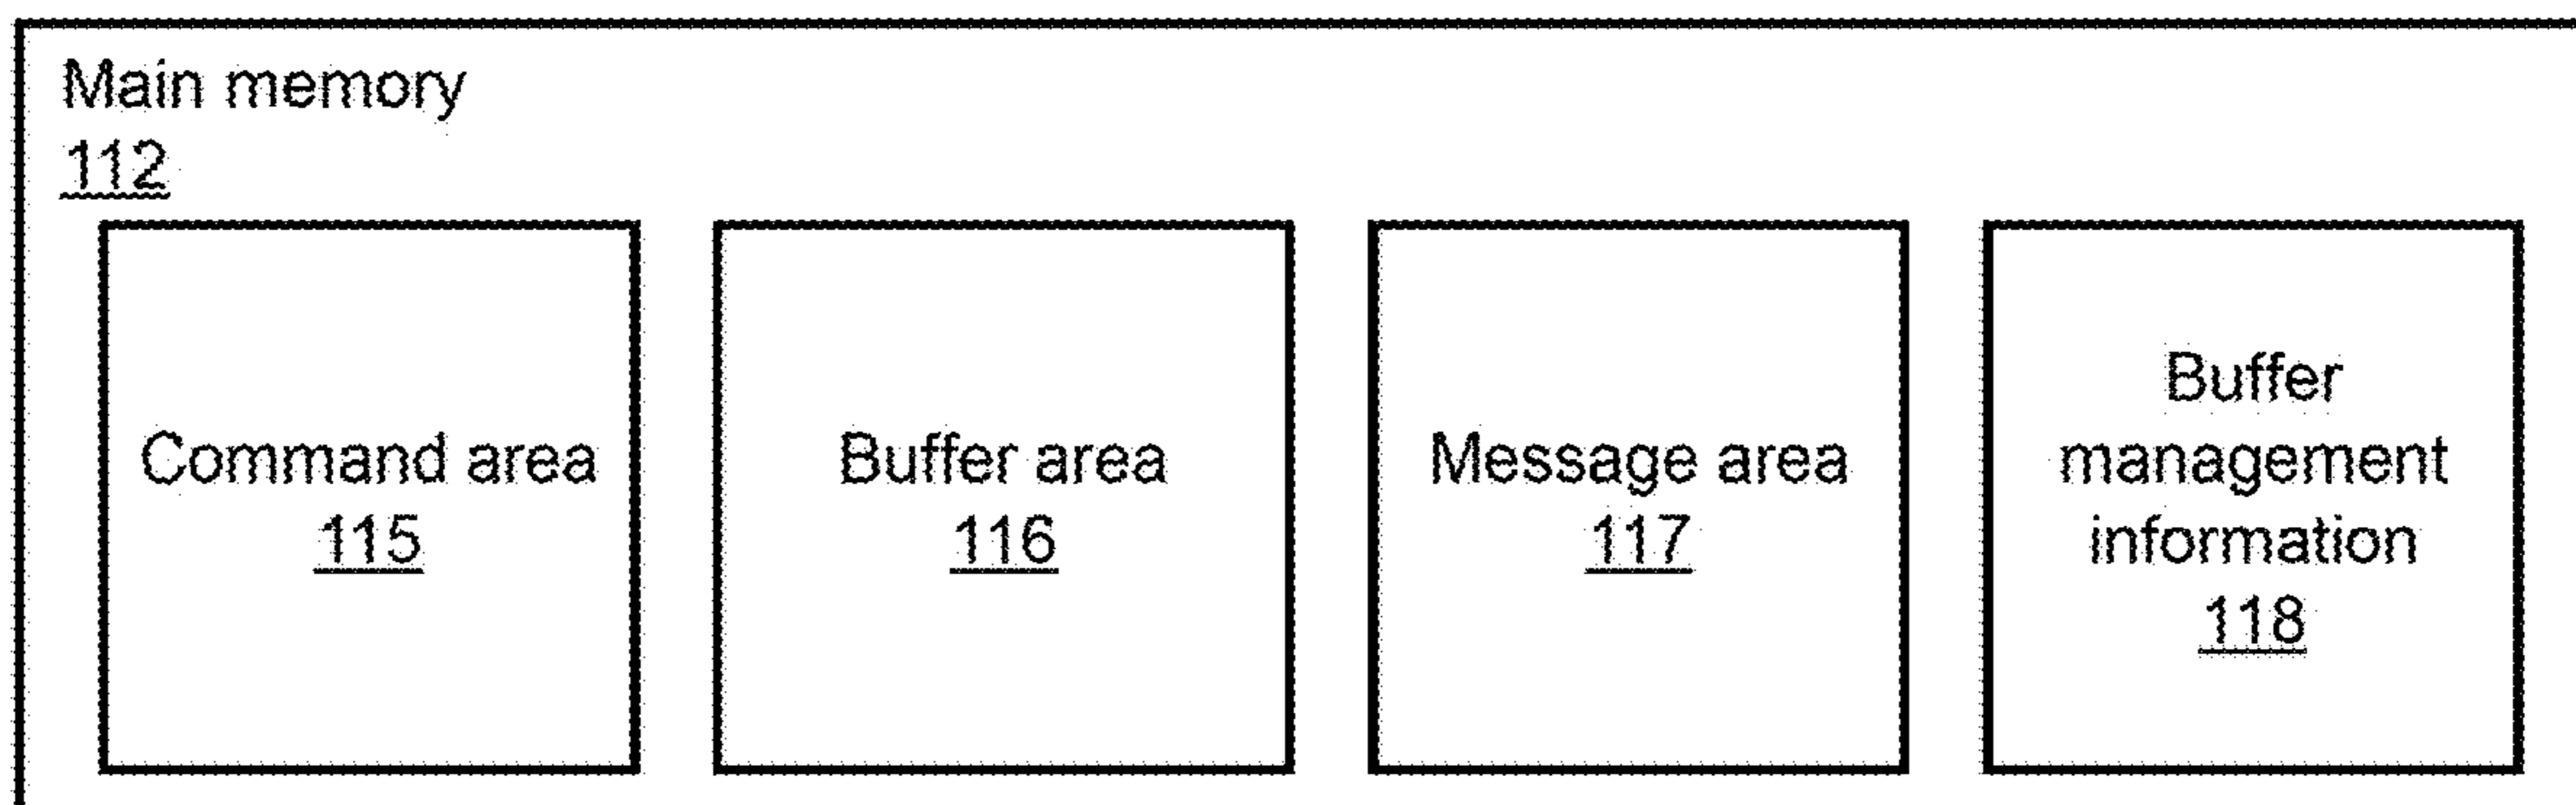 Main memory
112
Command area
115
Buffer area
116
Message area
117
Buffer
management
information
118